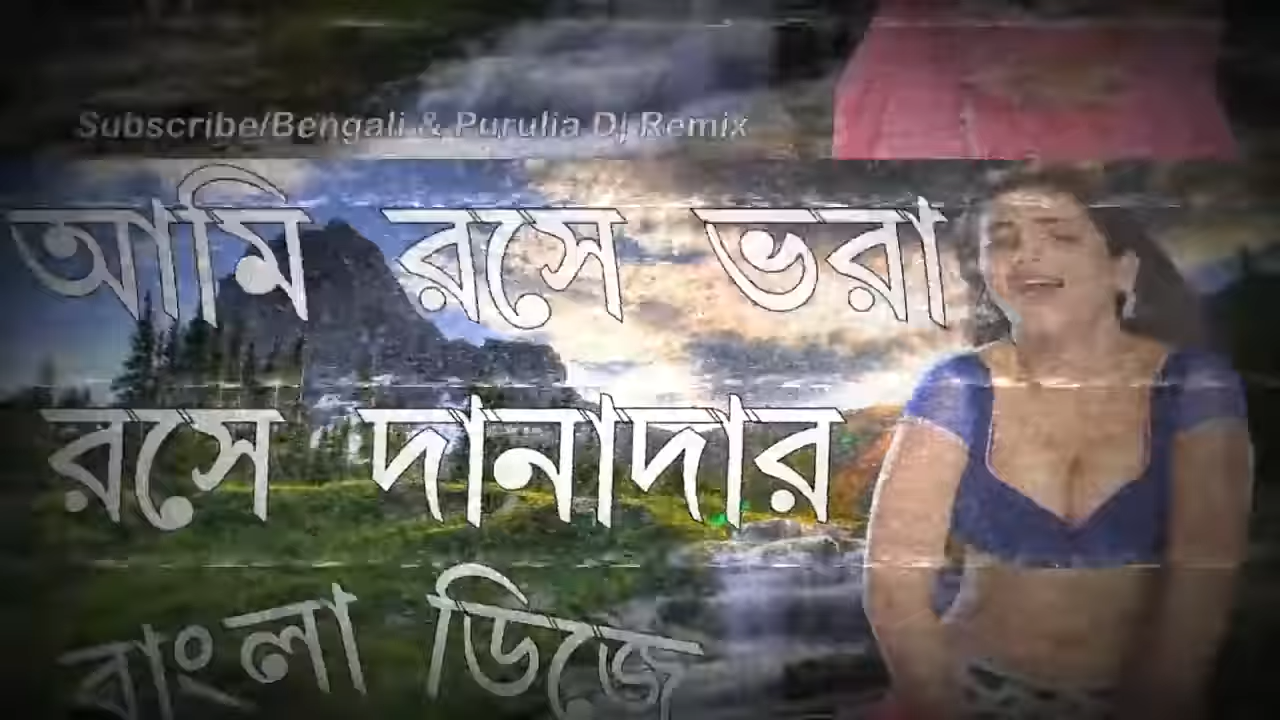 Subscribe/Bengali & Purulia Dj Remix
আমি রসে ভরা
রসে দানাদার
বাংলা ডিজে